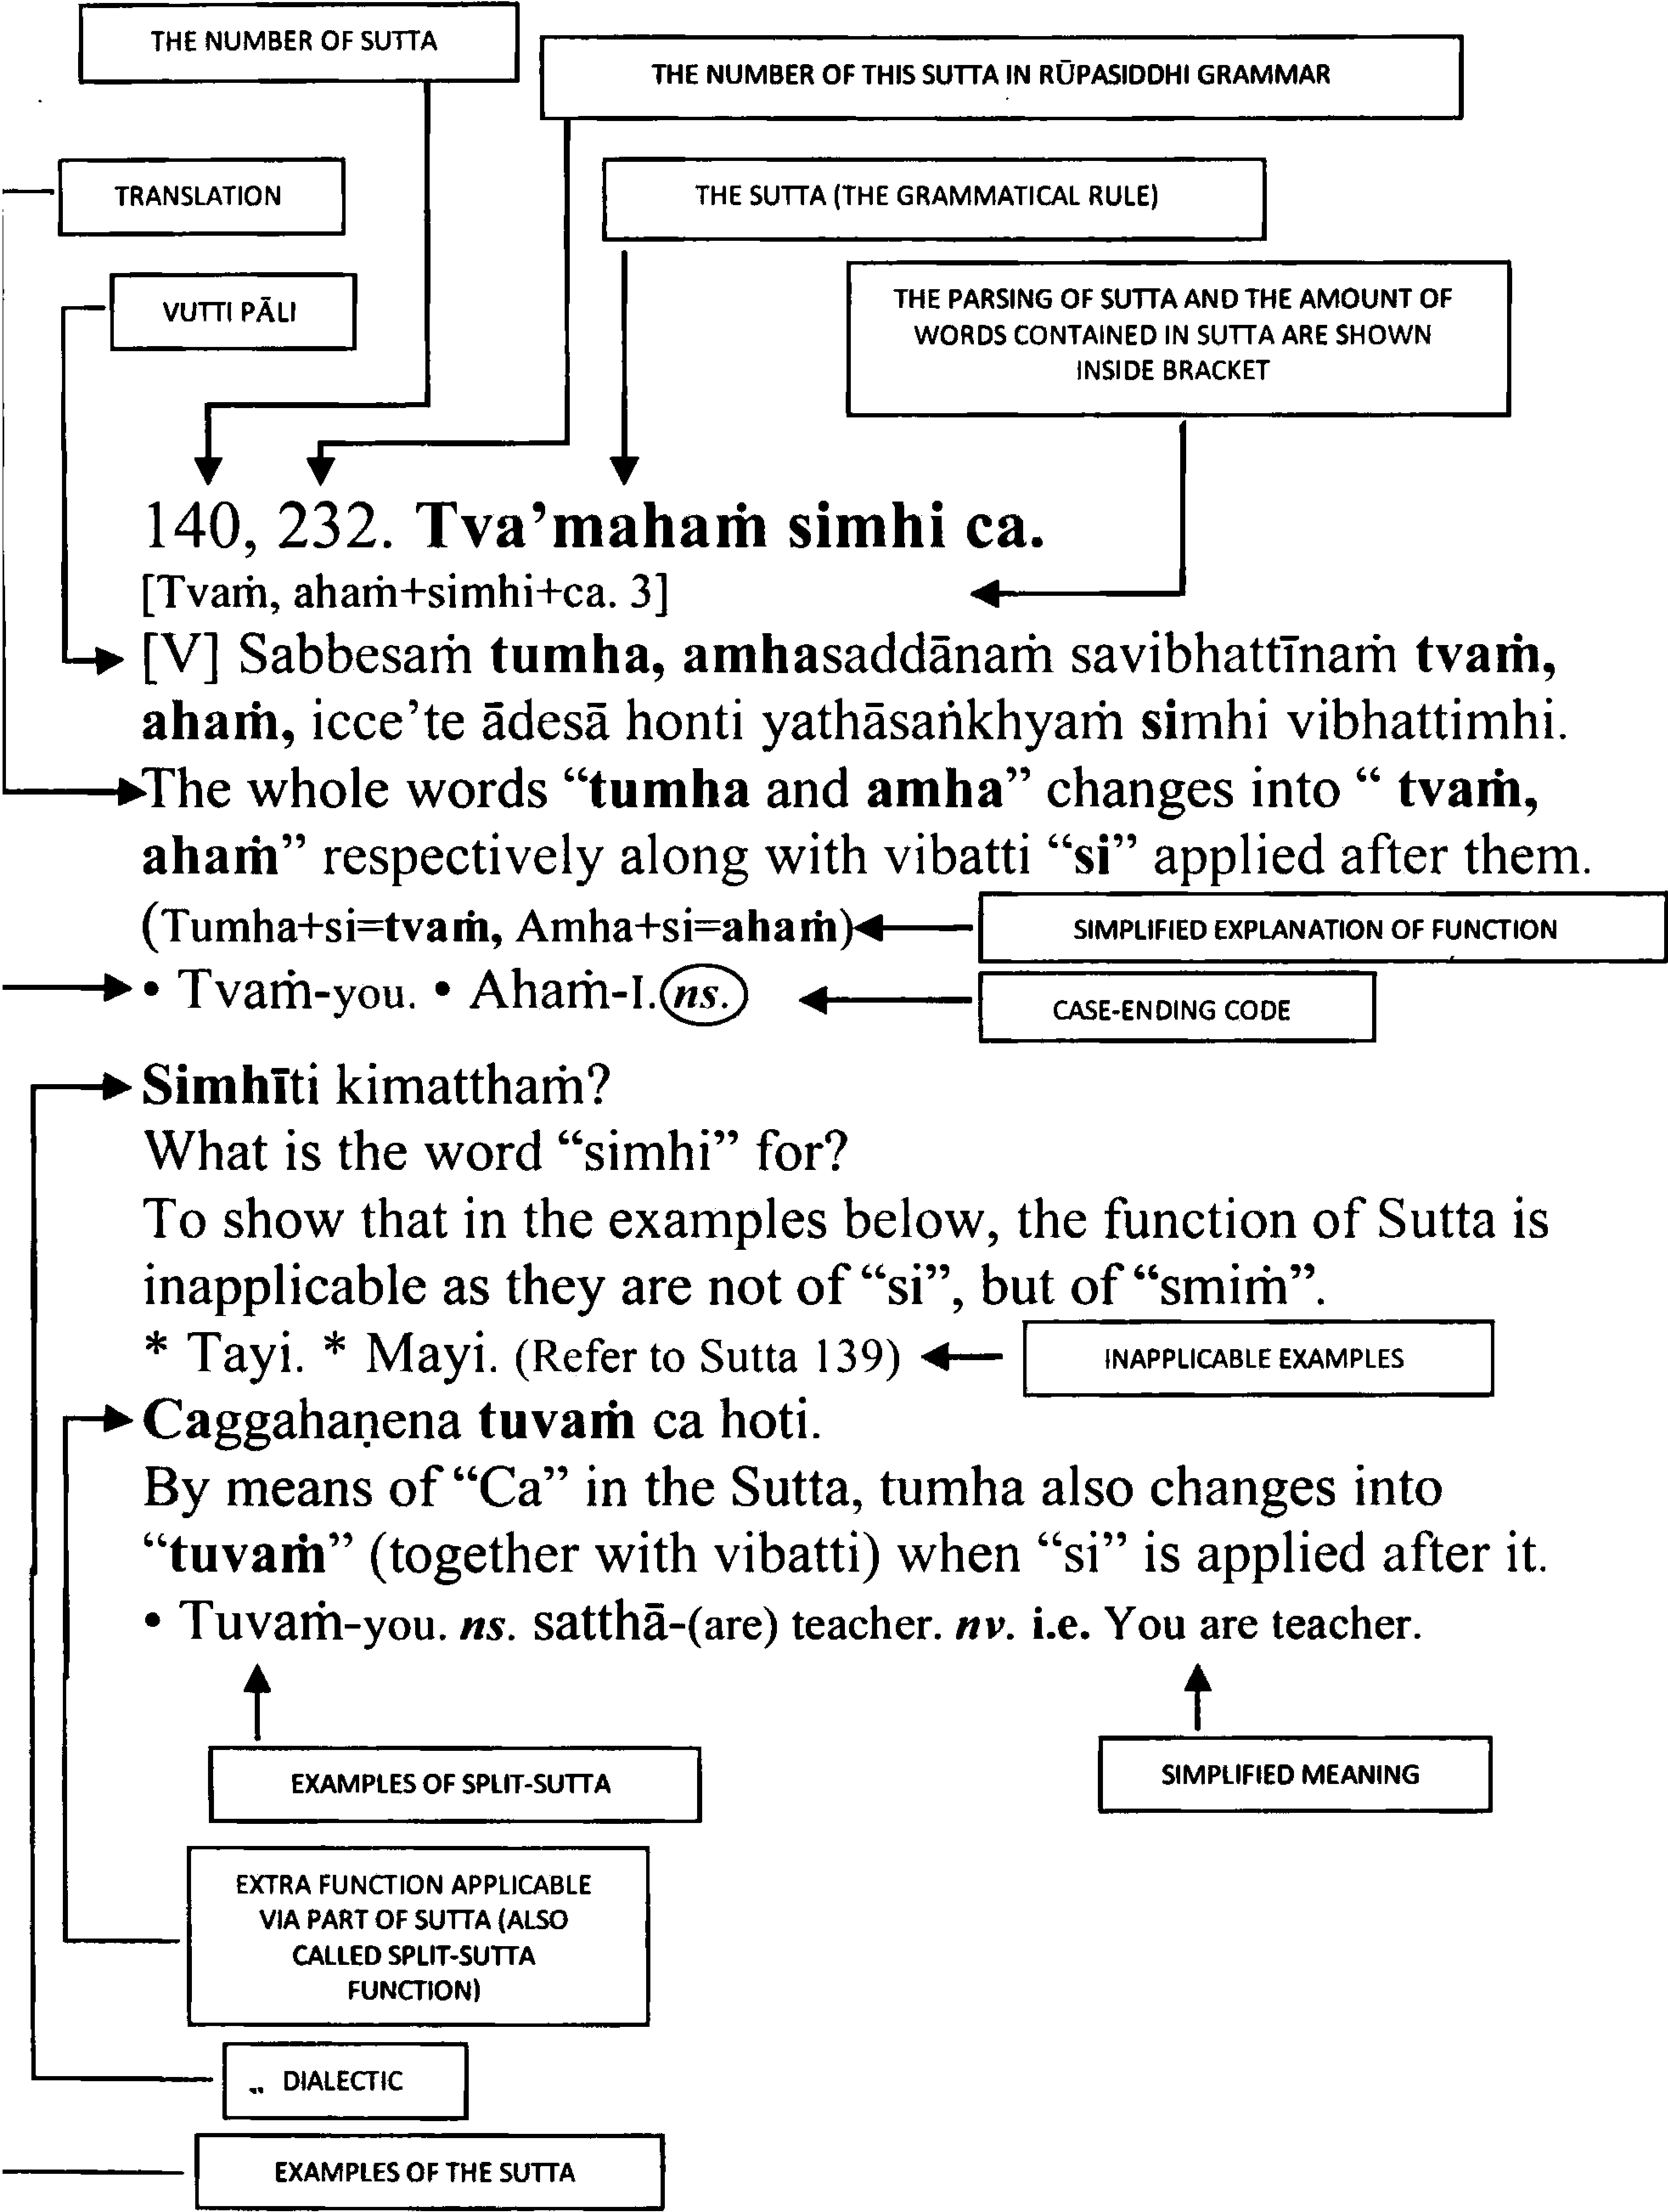 THE NUMBER OF SUTTA
THE NUMBER OF THIS SUTTA IN RŪPASIDDHI GRAMMAR
TRANSLATION
THE SUTTA (THE GRAMMATICAL RULE)
VUTTI PĀLI
THE PARSING OF SUTTA AND THE AMOUNT OF
WORDS CONTAINED IN SUTTA ARE SHOWN
INSIDE BRACKET
140, 232. Tva’mahaṁ simhi ca.
[Tvaṁ, ahaṁ+simhi+ca. 3]
[V] Sabbesaṁ tumha, amhasaddānaṁ savibhattīnaṁ tvaṁ,
ahaṁ, icce’te ādesā honti yathāsaṅkhyaṁ simhi vibhattimhi.
The whole words “tumha and amha” changes into “ tvaṁ,
ahaṁ” respectively along with vibatti “si” applied after them.
(Tumha+si=tvaṁ, Amha+si=ahaṁ)
SIMPLIFIED EXPLANATION OF FUNCTION
• Tvaṁ-you. • Ahaṁ-I. ns.
CASE-ENDING CODE
Simhīti kimatthaṁ?
What is the word “simhi” for?
To show that in the examples below, the function of Sutta is
inapplicable as they are not of “si”, but of “smiṁ”.
* Tayi. * Mayi. (Refer to Sutta 139)
INAPPLICABLE EXAMPLES
Caggahaṇena tuvaṁ ca hoti.
By means of “Ca” in the Sutta, tumha also changes into
“tuvaṁ” (together with vibatti) when “si” is applied after it.
• Tuvaṁ-you. ns. satthā-(are) teacher. nv. i.e. You are teacher.
EXAMPLES OF SPLIT-SUTTA
SIMPLIFIED MEANING
EXTRA FUNCTION APPLICABLE
VIA PART OF SUTTA (ALSO
CALLED SPLIT-SUTTA
FUNCTION)
DIALECTIC
EXAMPLES OF THE SUTTA